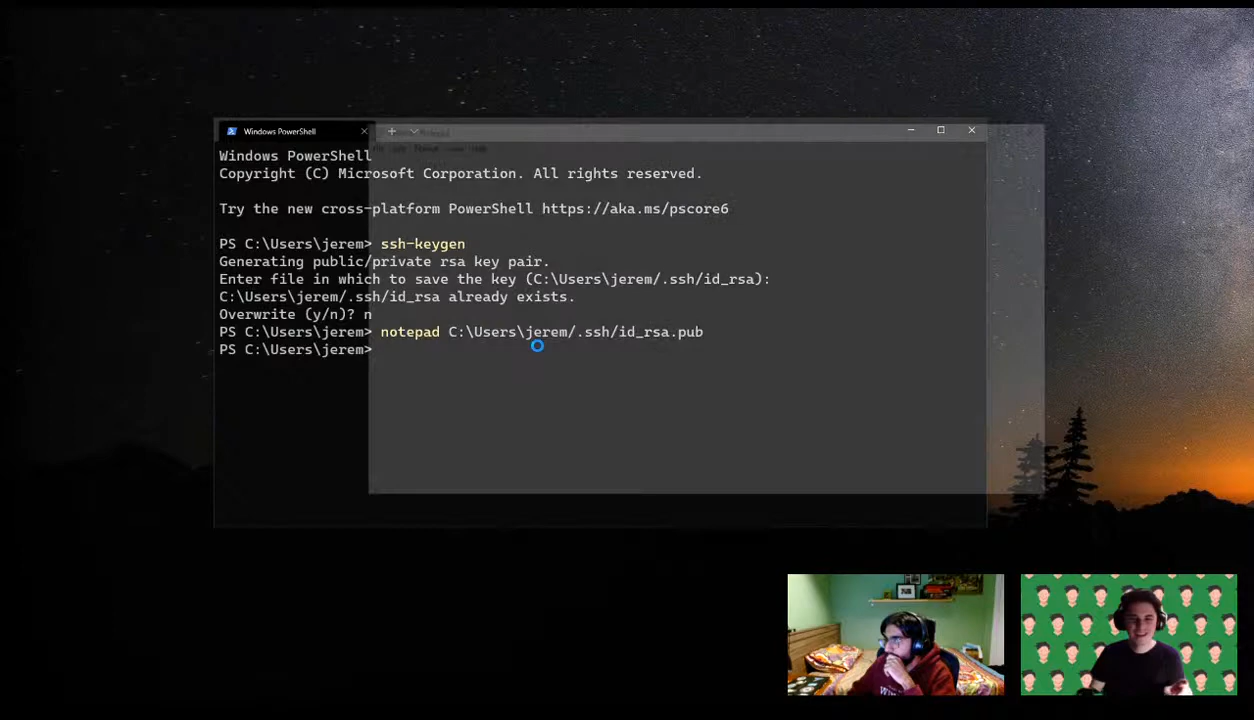 Windows PowerShell
Windows PowerShell
Copyright (C) Microsoft Corporation. All rights reserved.
Try the new cross-platform PowerShell https://aka.ms/pscore6
PS C:\Users\jerem> ssh-keygen
Generating public/private rsa key pair.
Enter file in which to save the key (C:\Users\jerem/.ssh/id_rsa):
C:\Users\jerem/.ssh/id_rsa already exists.
Overwrite (y/n)? n
PS C:\Users\jerem> notepad C:\Users\jerem/.ssh/id_rsa.pub
PS C:\Users\jerem>